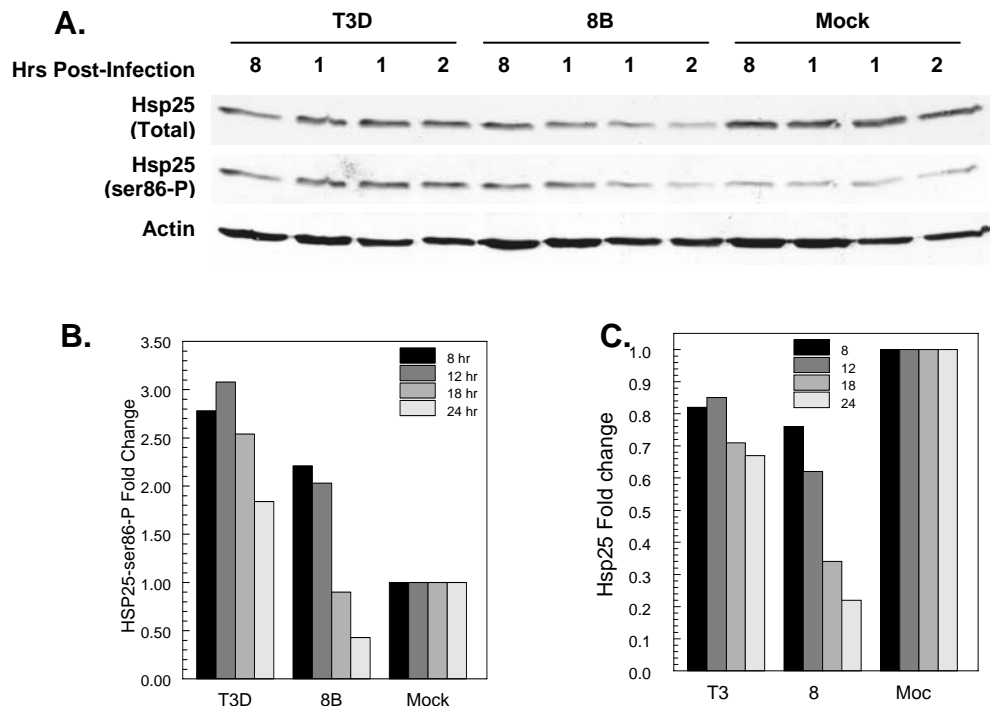 A.
T3D 8B Mock
Hrs Post-Infection 8 1 1 2 8 1 1 2 8 1 1 2
Hsp25
(Total)
Hsp25
(ser86-P)
Actin
B.
HSP25-ser86-P Fold Change
3.50
3.00
2.50
2.00
1.50
1.00
0.50
0.00
8 hr
12 hr
18 hr
24 hr
T3D 8B Mock
C.
Hsp25 Fold change
1.0
0.9
0.8
0.7
0.6
0.5
0.4
0.3
0.2
0.1
0.0
8
12
18
24
T3 8 Moc